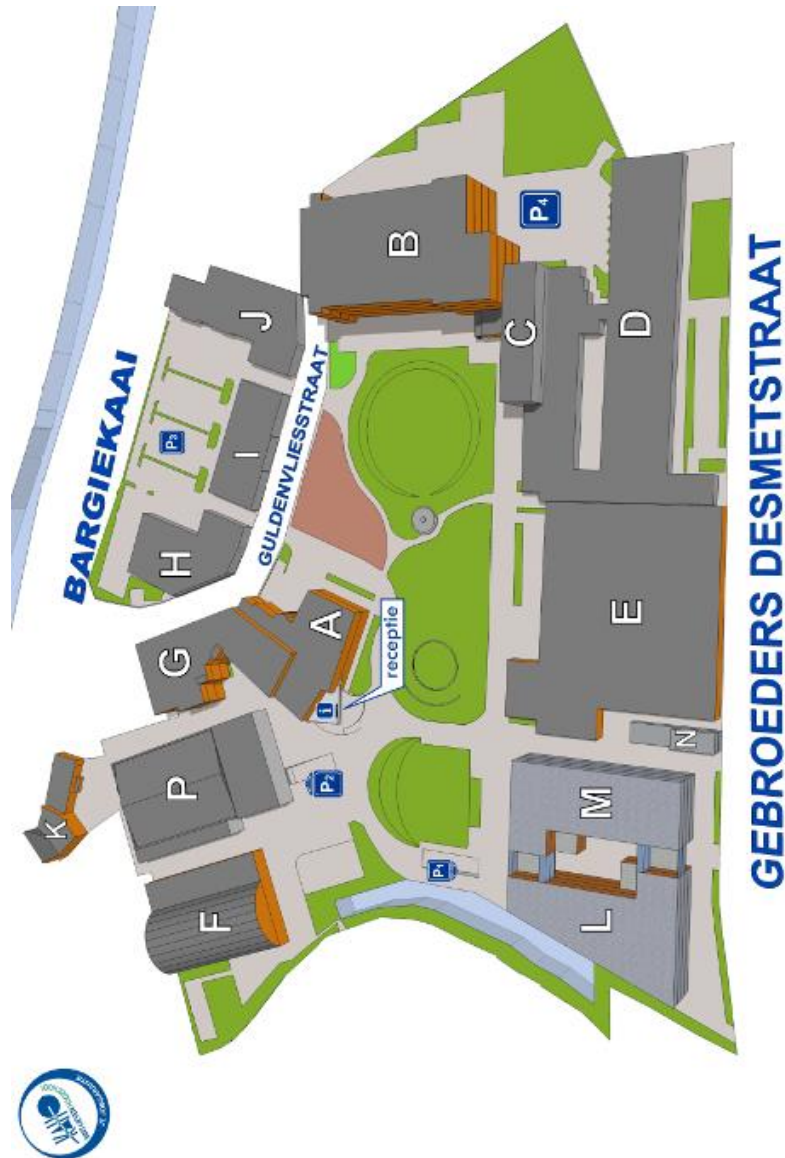 BARGIEKAAI
GULDENVLIESSTRAAT
GEBROEDERS DESMETSTRAAT
receptie
i
A
B
C
D
E
F
G
H
I
J
K
L
M
N
P
P1
P2
P3
P4